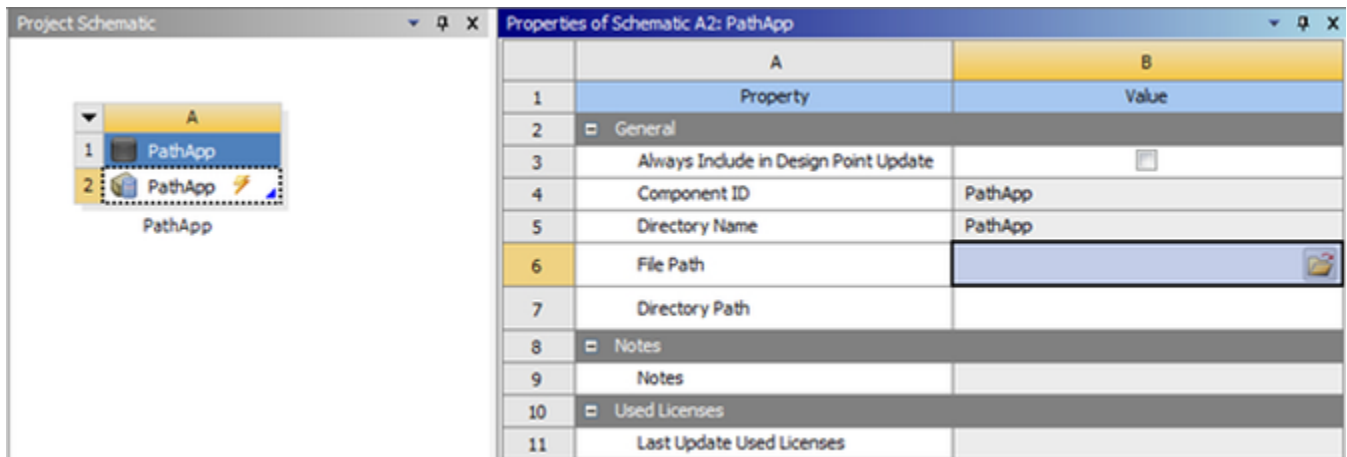 Project Schematic
A
1 PathApp
2 PathApp
PathApp
Properties of Schematic A2: PathApp
A B
1 Property Value
2 General
3 Always Include in Design Point Update
4 Component ID PathApp
5 Directory Name PathApp
6 File Path
7 Directory Path
8 Notes
9 Notes
10 Used Licenses
11 Last Update Used Licenses